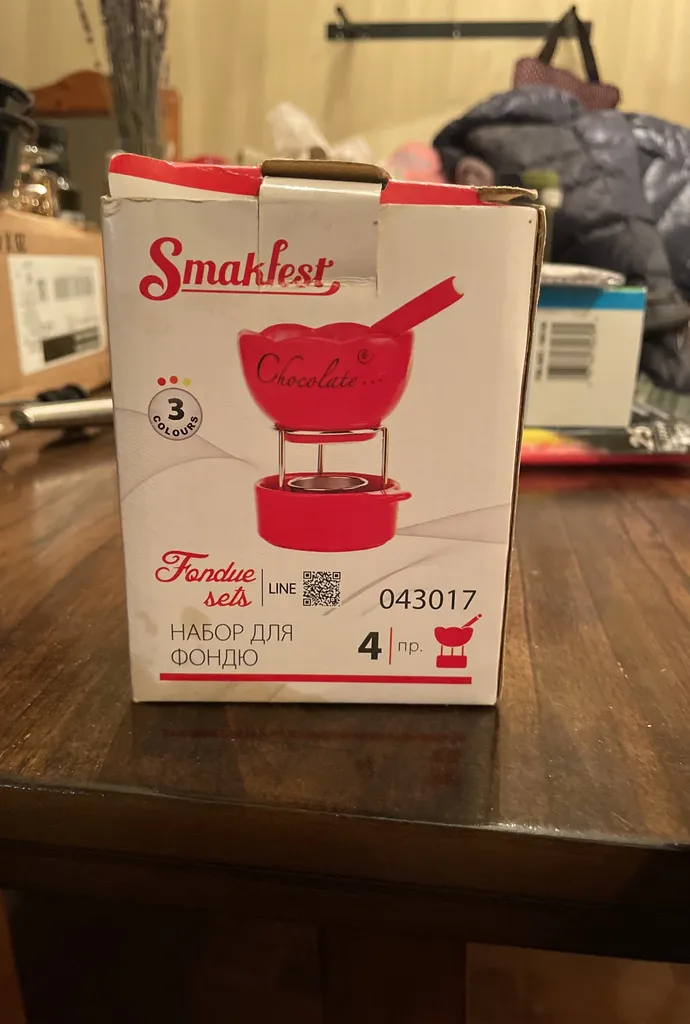 Smakfest
Chocolate...
3
COLOURS
Fondue
sets
LINE
043017
НАБОР ДЛЯ
ФОНДЮ
4 | пр.